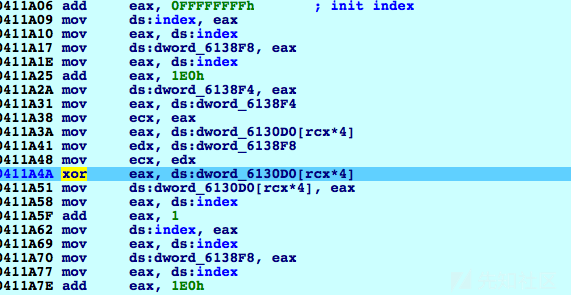 0411A06 add eax, 0FFFFFFFFh ; init index
0411A09 mov ds:index, eax
0411A10 mov eax, ds:index
0411A17 mov ds:dword_6138F8, eax
0411A1E mov eax, ds:index
0411A25 add eax, 1E0h
0411A2A mov ds:dword_6138F4, eax
0411A31 mov eax, ds:dword_6138F4
0411A38 mov ecx, eax
0411A3A mov eax, ds:dword_6130D0[rcx*4]
0411A41 mov edx, ds:dword_6138F8
0411A48 mov ecx, edx
0411A4A xor eax, ds:dword_6130D0[rcx*4]
0411A51 mov ds:dword_6130D0[rcx*4], eax
0411A58 mov eax, ds:index
0411A5F add eax, 1
0411A62 mov ds:index, eax
0411A69 mov eax, ds:index
0411A70 mov ds:dword_6138F8, eax
0411A77 mov eax, ds:index
0411A7E add eax, 1E0h